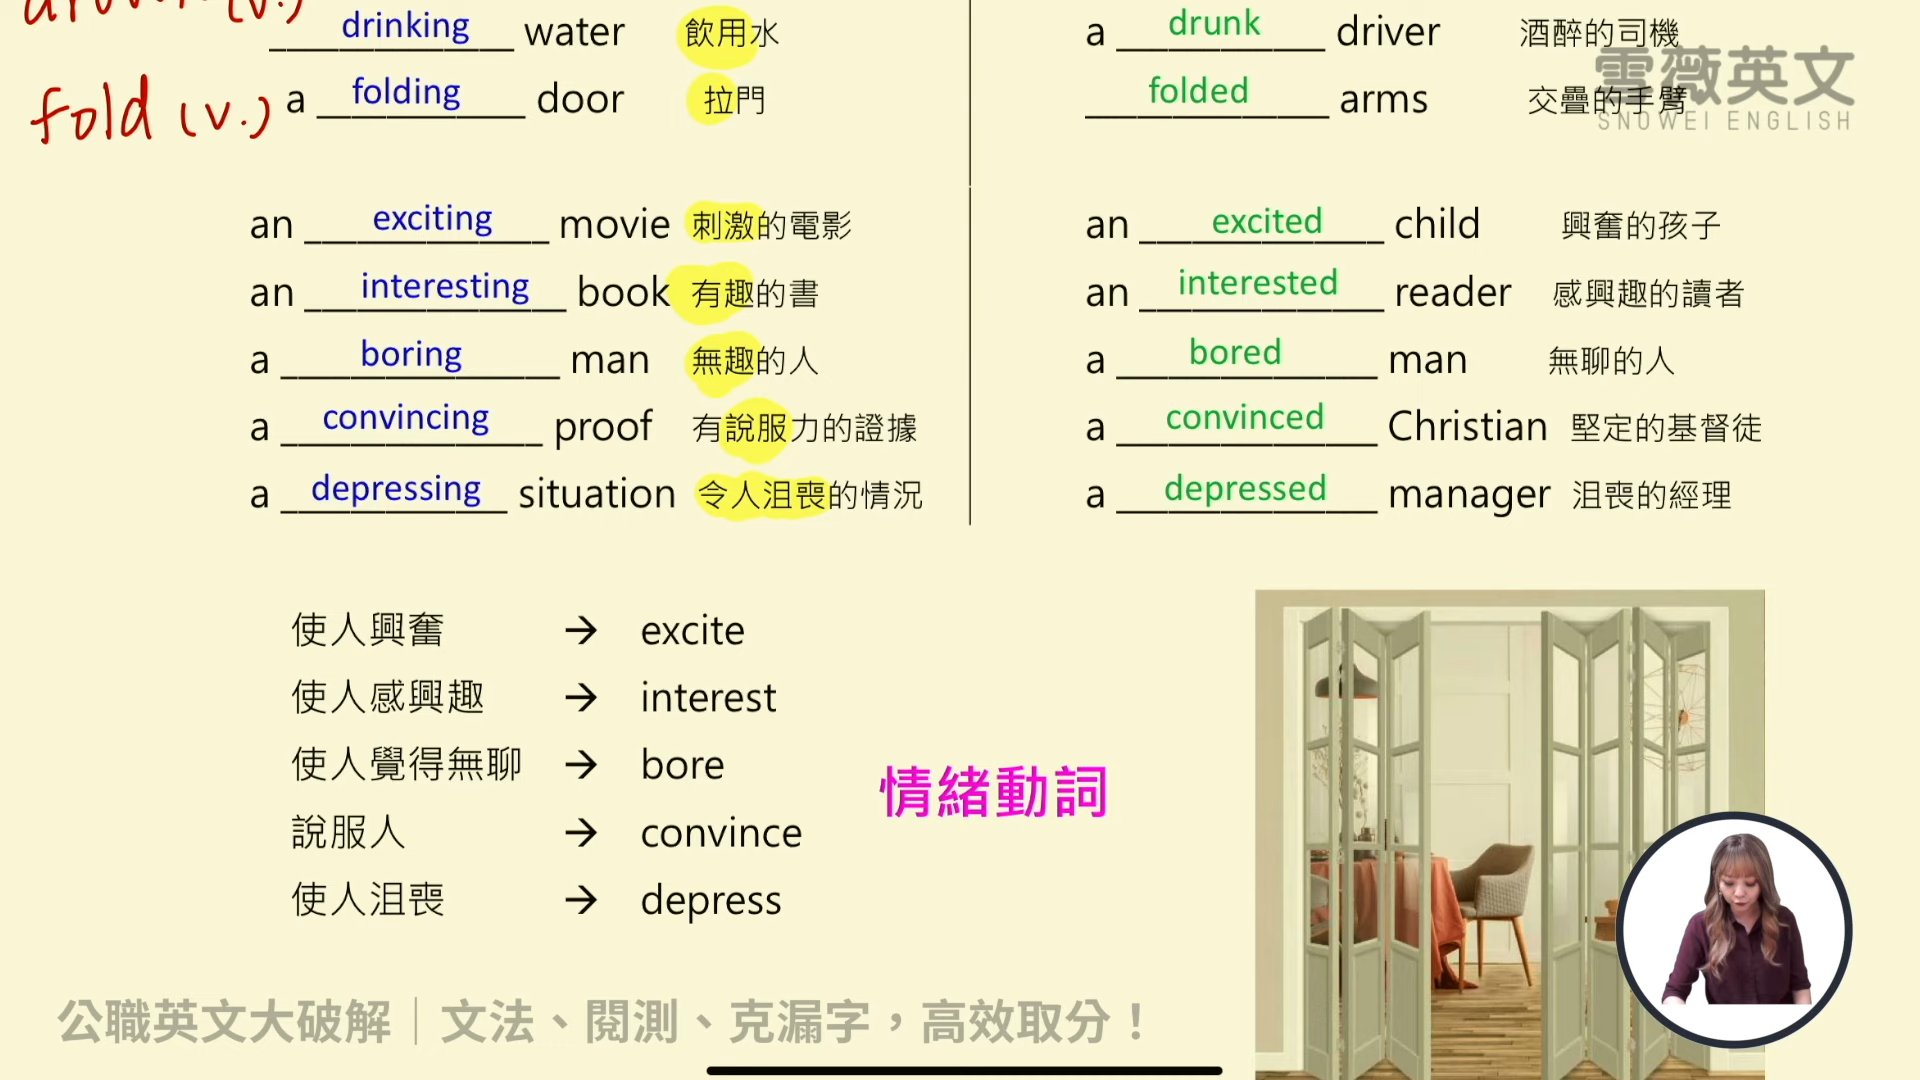 drinking water 飲用水
a drunk driver 酒醉的司機
fold (v.) a folding door 拉門
folded arms 交疊的手臂
雲薇英文
SNOWEI ENGLISH
an exciting movie 刺激的電影
an excited child 興奮的孩子
an interesting book 有趣的書
an interested reader 感興趣的讀者
a boring man 無趣的人
a bored man 無聊的人
a convincing proof 有說服力的證據
a convinced Christian 堅定的基督徒
a depressing situation 令人沮喪的情況
a depressed manager 沮喪的經理
使人興奮 → excite
使人感興趣 → interest
使人覺得無聊 → bore
說服人 → convince
使人沮喪 → depress
情緒動詞
公職英文大破解｜文法、閱測、克漏字，高效取分！